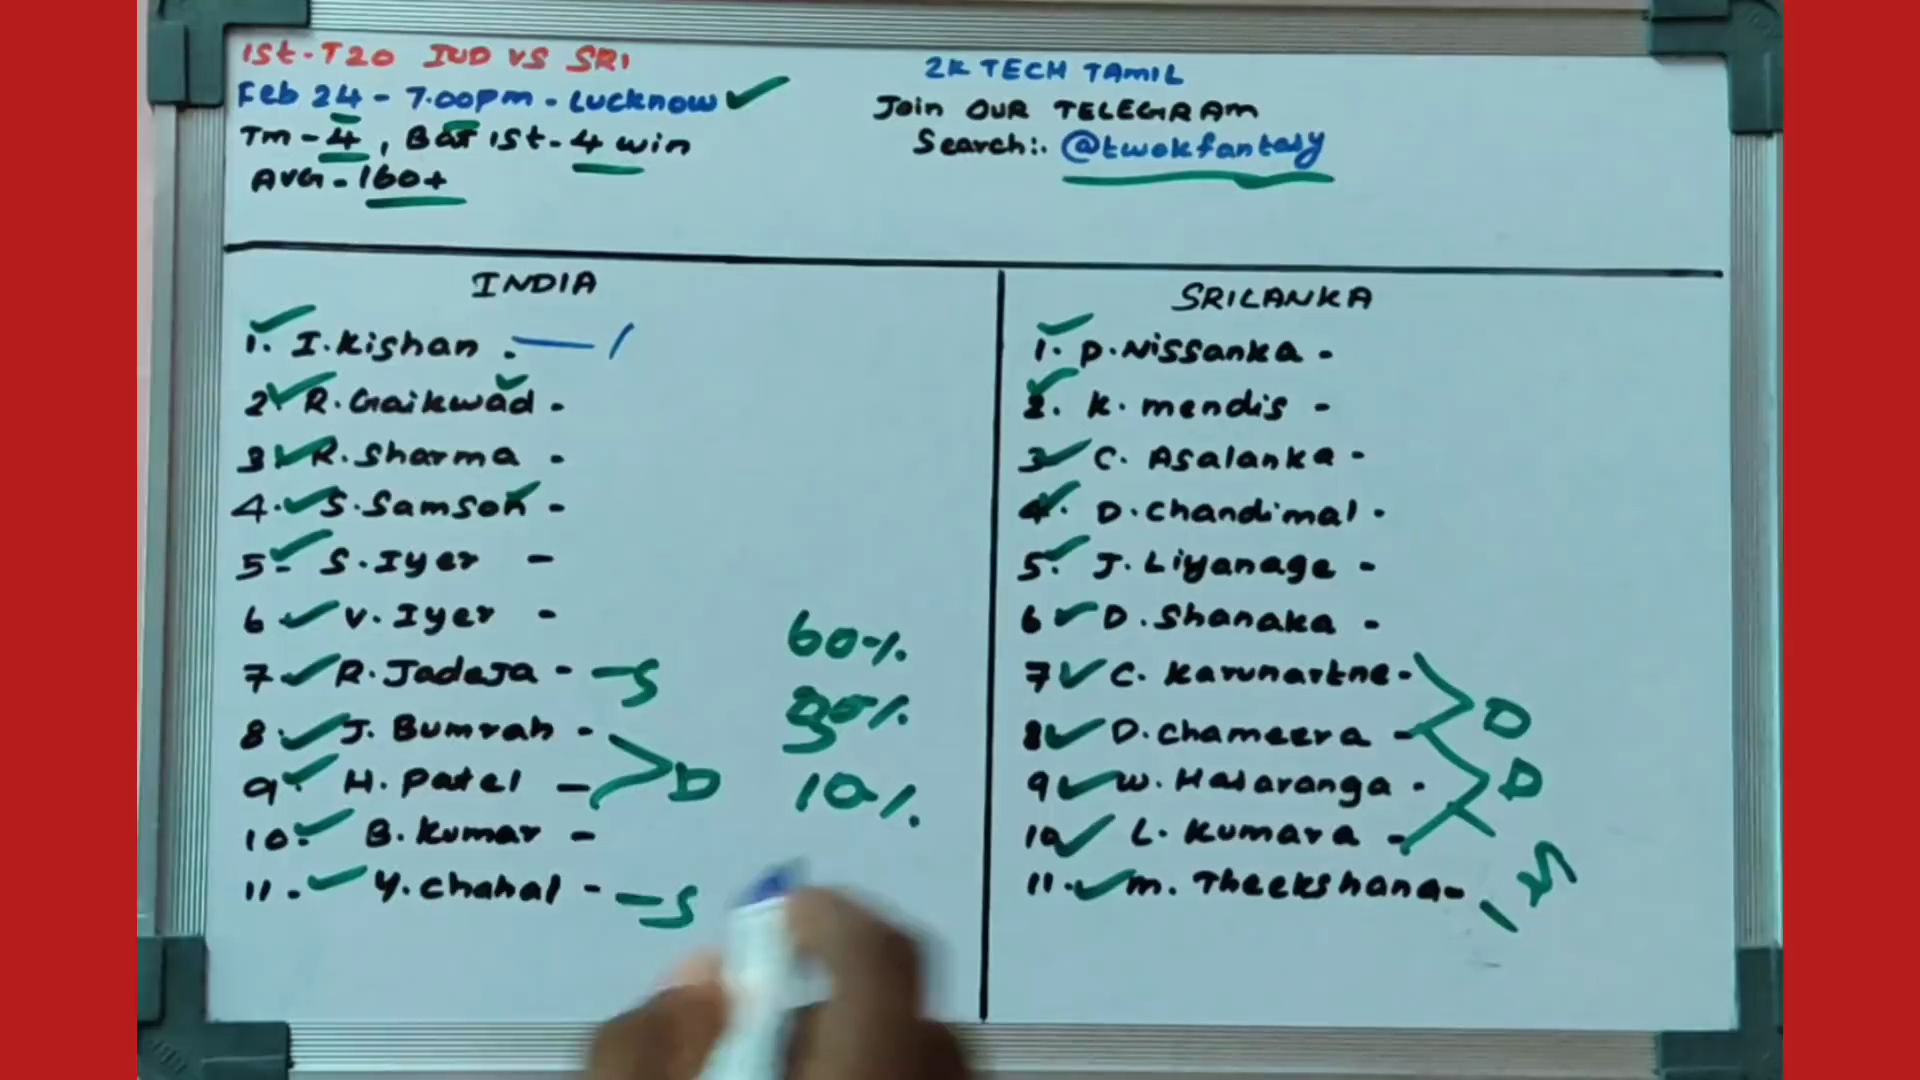 1St-T20 IND VS SRI
Feb 24 - 7.00pm - Lucknow
Tm - 4, Bat 1St - 4 win
AVG - 160+
2K TECH TAMIL
Join OUR TELEGRAM
Search:. @twokfantasy
INDIA
1. I. Kishan .
2 R. Gaikwad -
3 R. Sharma -
4. S. Samson -
5- S. Iyer -
6 V. Iyer -
7 R. Jadeja - S
8. J. Bumrah -
9 H. Patel - D
10. B. Kumar -
11 - Y. Chahal - S
60%
30%
10%
SRILANKA
1. P. Nissanka -
2. K. mendis -
3 C. Asalanka -
4. D. Chandimal .
5. J. Liyanage -
6 D. Shanaka -
7 C. Karunartne -
8 D. Chameera - D
9 W. Hasaranga - D
10 L. Kumara -
11. M. Theekshana - S